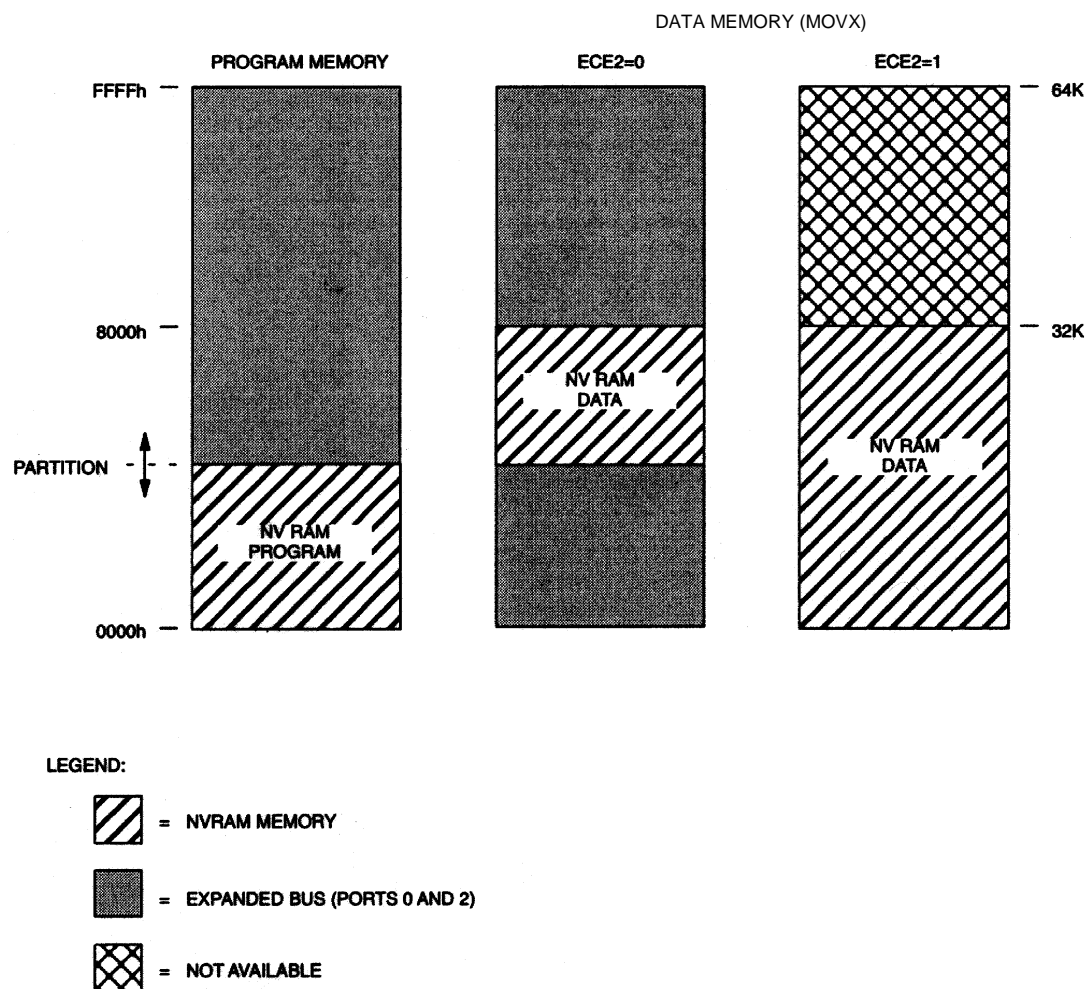 DATA MEMORY (MOVX)
PROGRAM MEMORY
ECE2=0
ECE2=1
FFFFh
64K
8000h
32K
NV RAM
DATA
PARTITION
NV RAM
DATA
NV RAM
PROGRAM
0000h
LEGEND:
= NVRAM MEMORY
= EXPANDED BUS (PORTS 0 AND 2)
= NOT AVAILABLE